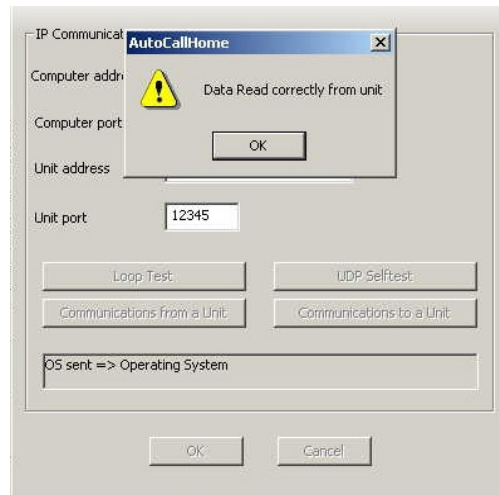 IP Communicat
AutoCallHome
Computer addr
Data Read correctly from unit
Computer port
OK
Unit address
Unit port
12345
Loop Test
UDP Selftest
Communications from a Unit
Communications to a Unit
OS sent => Operating System
OK
Cancel